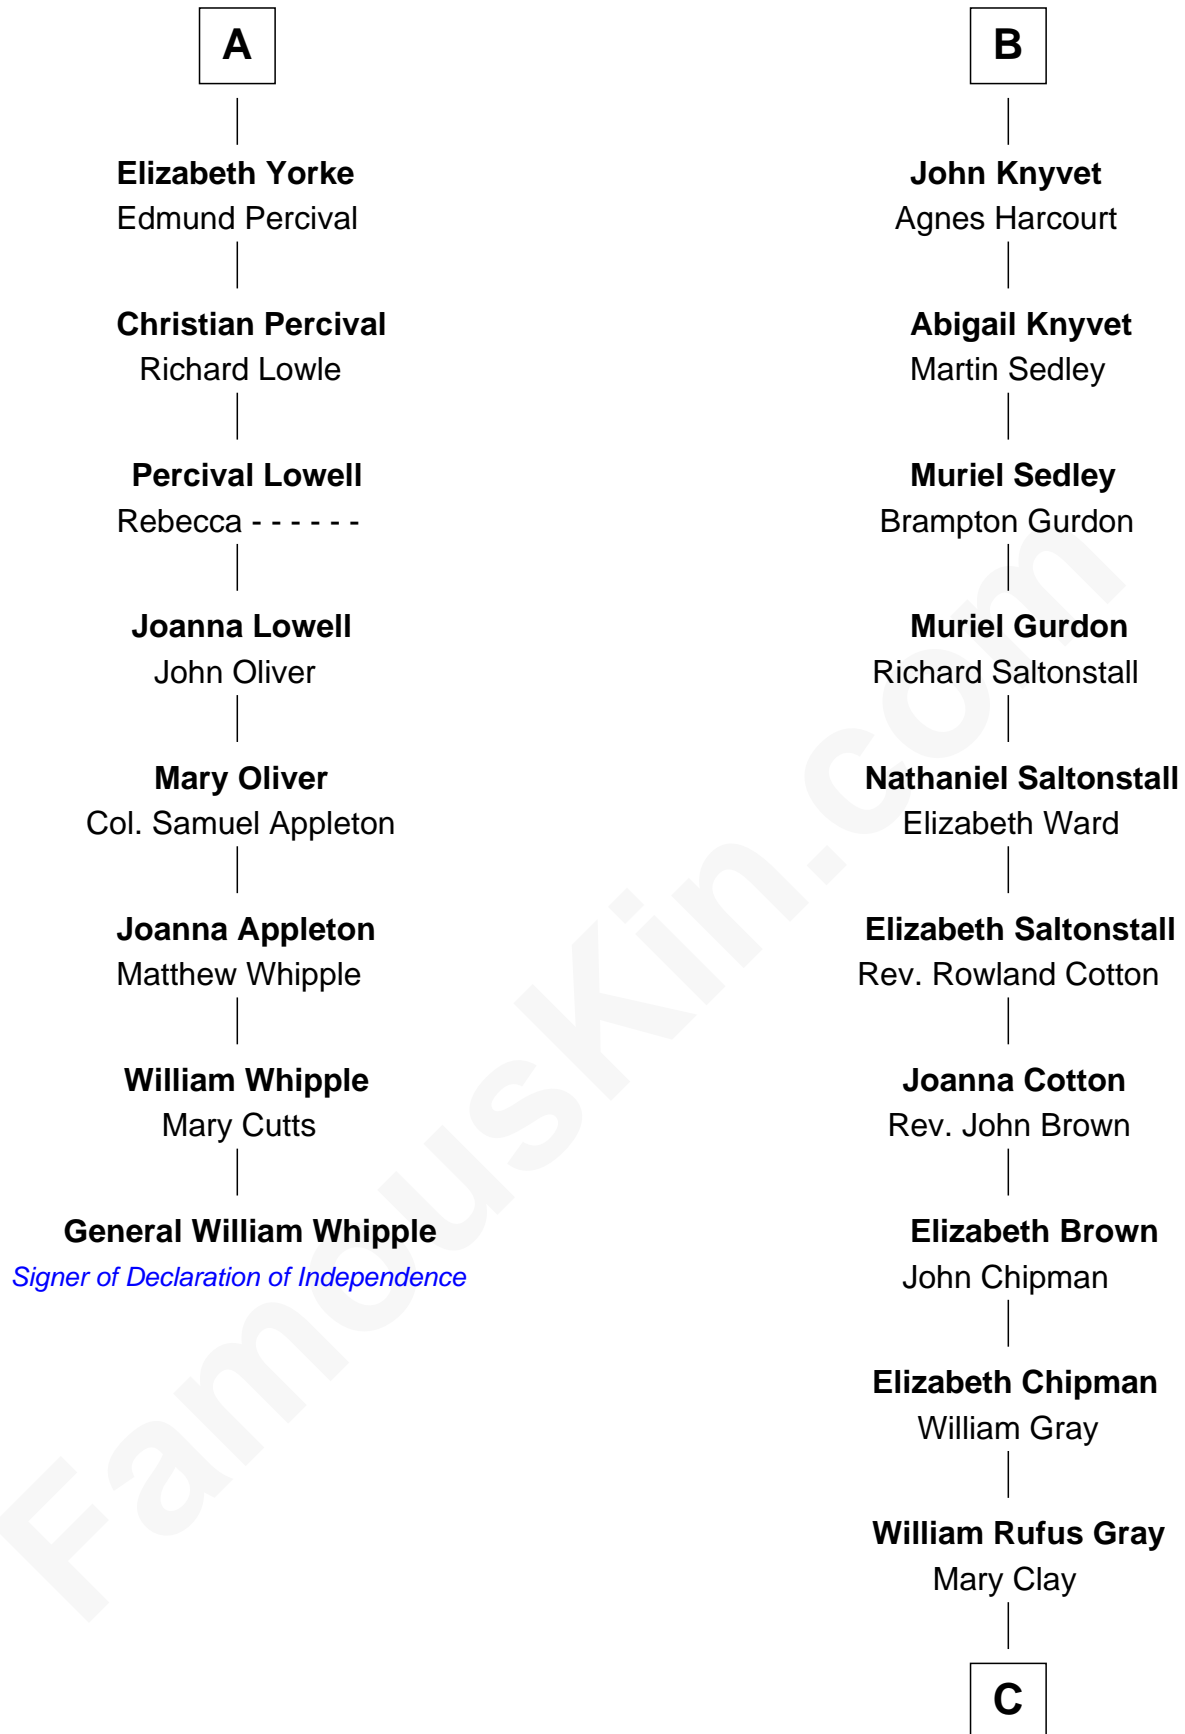 A
Elizabeth Yorke
Edmund Percival
Christian Percival
Richard Lowle
Percival Lowell
Rebecca - - - - - -
Joanna Lowell
John Oliver
Mary Oliver
Col. Samuel Appleton
Joanna Appleton
Matthew Whipple
William Whipple
Mary Cutts
General William Whipple
Signer of Declaration of Independence
B
John Knyvet
Agnes Harcourt
Abigail Knyvet
Martin Sedley
Muriel Sedley
Brampton Gurdon
Muriel Gurdon
Richard Saltonstall
Nathaniel Saltonstall
Elizabeth Ward
Elizabeth Saltonstall
Rev. Rowland Cotton
Joanna Cotton
Rev. John Brown
Elizabeth Brown
John Chipman
Elizabeth Chipman
William Gray
William Rufus Gray
Mary Clay
C
FamousKin.com